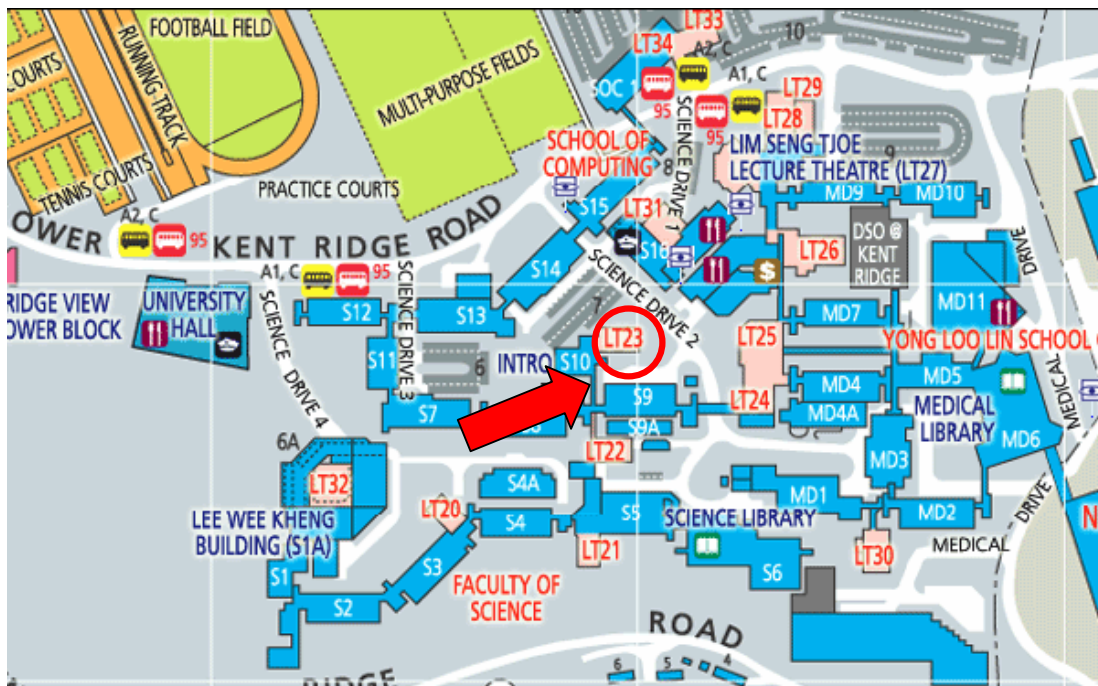 FOOTBALL FIELD
COURTS
RUNNING TRACK
TENNIS COURTS
MULTI-PURPOSE FIELDS
PRACTICE COURTS
10
LT33
LT34
A2, C
SOC 1
95
A1, C
95
LT29
LT28
SCIENCE DRIVE 1
8
9
SCHOOL OF
COMPUTING
LIM SENG TJOE
LECTURE THEATRE (LT27)
MD9
MD10
S15
LT31
S16
A2, C
95
OWER KENT RIDGE ROAD
DSO @
KENT
RIDGE
LT26
$
DRIVE
S14
SCIENCE DRIVE 2
A1, C
95
RIDGE VIEW
OWER BLOCK
UNIVERSITY
HALL
SCIENCE DRIVE 4
S12
SCIENCE DRIVE 3
S13
7
LT23
LT25
MD7
MD11
YONG LOO LIN SCHOOL
S11
6
INTRO
S10
MD5
MD4
S7
S9
LT24
MD4A
MEDICAL
LIBRARY
MEDICAL
MD6
S9A
LT22
6A
MD3
LT32
S4A
LT20
S4
S5
SCIENCE LIBRARY
MD1
MD2
DRIVE
LEE WEE KHENG
BUILDING (S1A)
LT21
LT30
MEDICAL
N
S1
S3
S6
S2
FACULTY OF
SCIENCE
ROAD
RIDGE
6
5
4